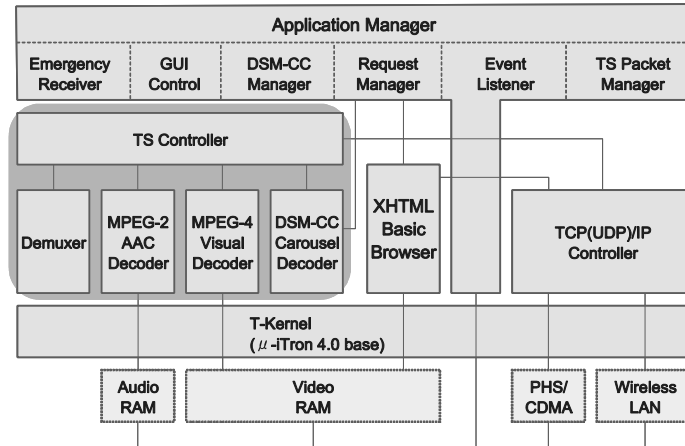 Application Manager
Emergency
Receiver
GUI
Control
DSM-CC
Manager
Request
Manager
Event
Listener
TS Packet
Manager
TS Controller
Demuxer
MPEG-2
AAC
Decoder
MPEG-4
Visual
Decoder
DSM-CC
Carousel
Decoder
XHTML
Basic
Browser
TCP(UDP)/IP
Controller
T-Kernel
(μ-iTron 4.0 base)
Audio
RAM
Video
RAM
PHS/
CDMA
Wireless
LAN